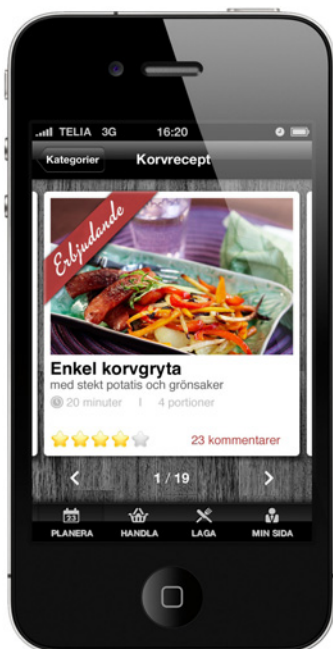 TELIA 3G 16:20
Kategorier Korvrecept
Erbjudande
Enkel korvgryta
med stekt potatis och grönsaker
20 minuter | 4 portioner
23 kommentarer
1 / 19
23
PLANERA HANDLA LAGA MIN SIDA